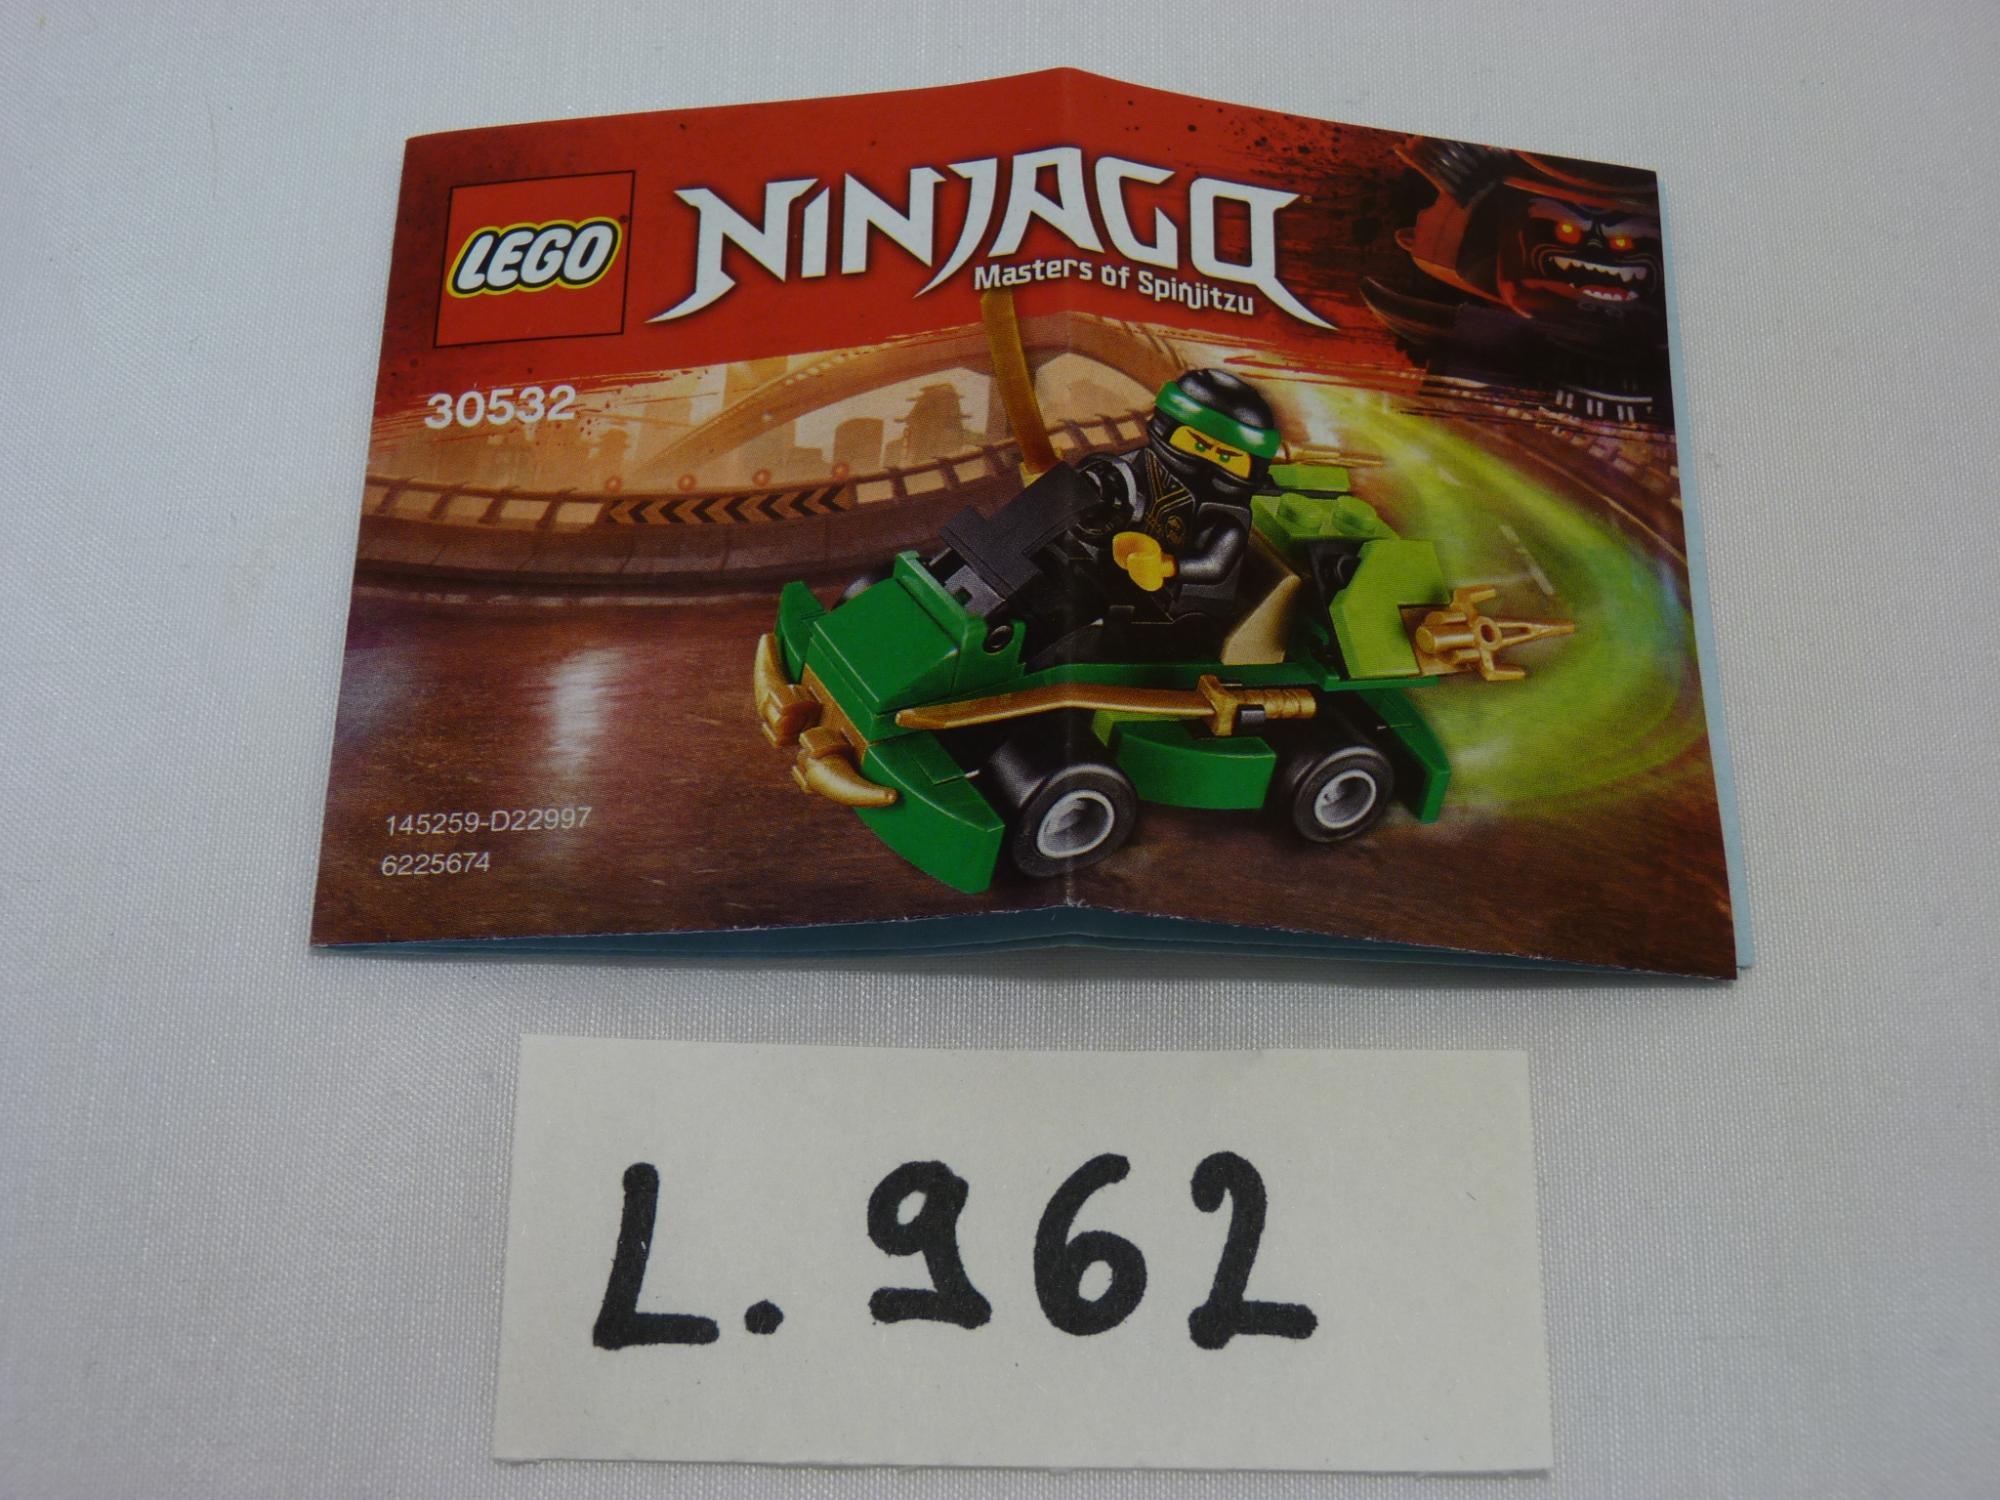 LEGO
NINJAGO
Masters of Spinjitzu
30532
145259-D22997
6225674
L. 962